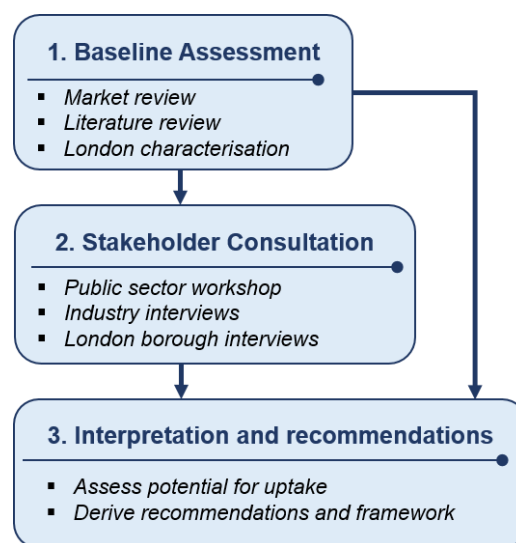 1. Baseline Assessment
▪ Market review
▪ Literature review
▪ London characterisation
2. Stakeholder Consultation
▪ Public sector workshop
▪ Industry interviews
▪ London borough interviews
3. Interpretation and recommendations
▪ Assess potential for uptake
▪ Derive recommendations and framework